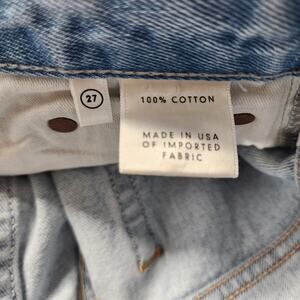 27
100% COTTON
MADE IN USA
OF IMPORTED
FABRIC